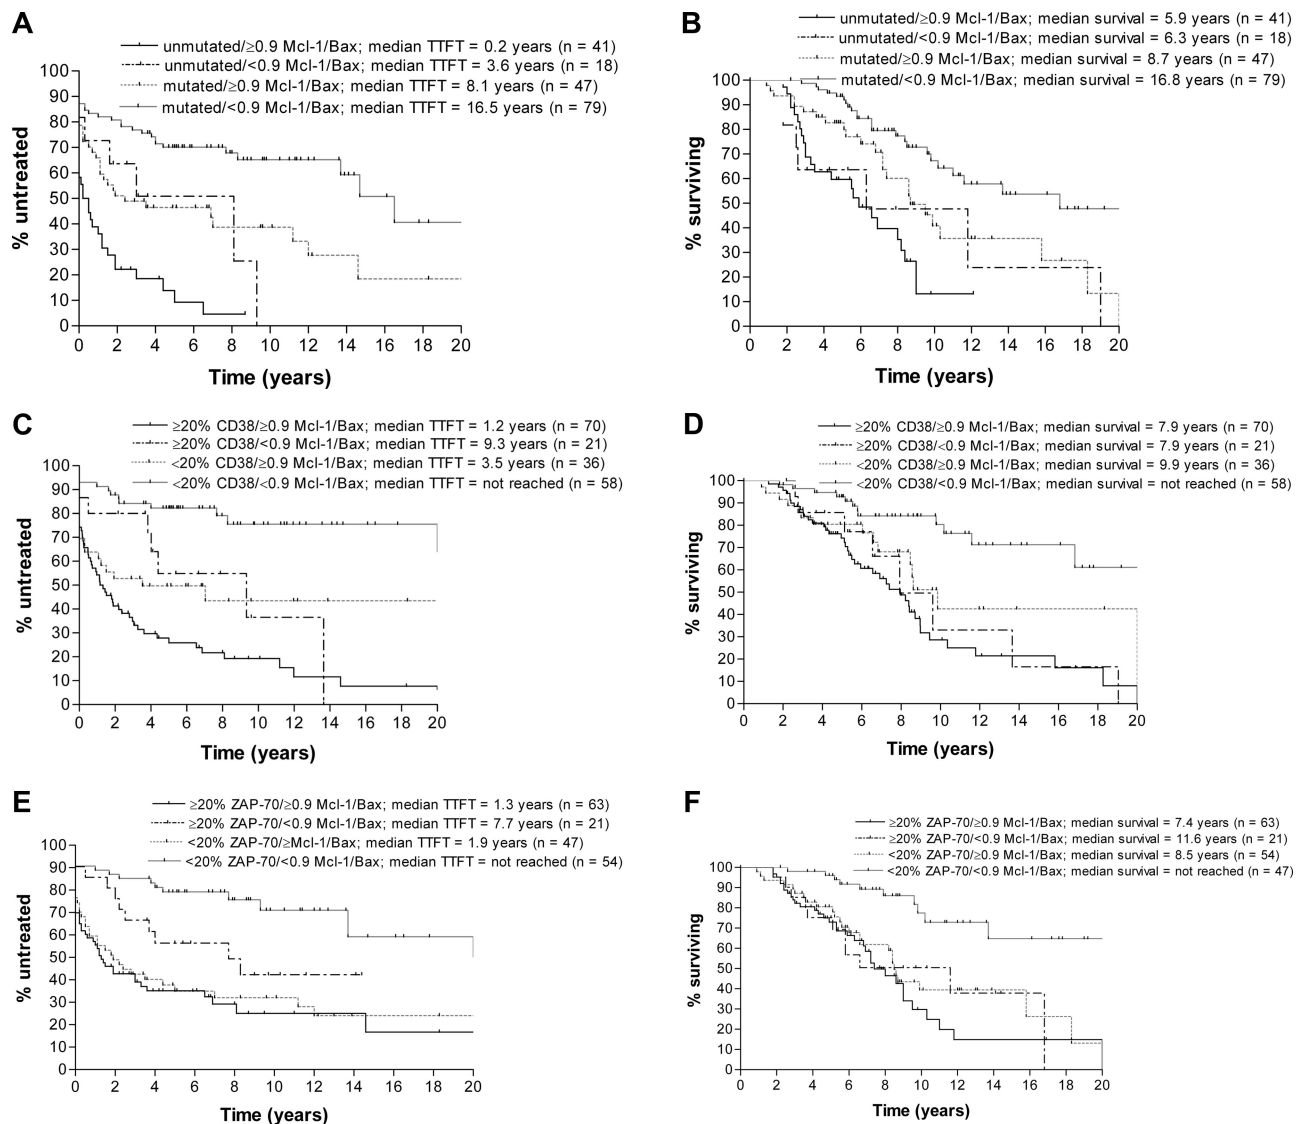 A
unmutated/≥0.9 Mcl-1/Bax; median TTFT = 0.2 years (n = 41)
unmutated/<0.9 Mcl-1/Bax; median TTFT = 3.6 years (n = 18)
mutated/≥0.9 Mcl-1/Bax; median TTFT = 8.1 years (n = 47)
mutated/<0.9 Mcl-1/Bax; median TTFT = 16.5 years (n = 79)
% untreated
100
90
80
70
60
50
40
30
20
10
0
0 2 4 6 8 10 12 14 16 18 20
Time (years)
B
unmutated/≥0.9 Mcl-1/Bax; median survival = 5.9 years (n = 41)
unmutated/<0.9 Mcl-1/Bax; median survival = 6.3 years (n = 18)
mutated/≥0.9 Mcl-1/Bax; median survival = 8.7 years (n = 47)
mutated/<0.9 Mcl-1/Bax; median survival = 16.8 years (n = 79)
% surviving
100
90
80
70
60
50
40
30
20
10
0
0 2 4 6 8 10 12 14 16 18 20
Time (years)
C
≥20% CD38/≥0.9 Mcl-1/Bax; median TTFT = 1.2 years (n = 70)
≥20% CD38/<0.9 Mcl-1/Bax; median TTFT = 9.3 years (n = 21)
<20% CD38/≥0.9 Mcl-1/Bax; median TTFT = 3.5 years (n = 36)
<20% CD38/<0.9 Mcl-1/Bax; median TTFT = not reached (n = 58)
% untreated
100
90
80
70
60
50
40
30
20
10
0
0 2 4 6 8 10 12 14 16 18 20
Time (years)
D
≥20% CD38/≥0.9 Mcl-1/Bax; median survival = 7.9 years (n = 70)
≥20% CD38/<0.9 Mcl-1/Bax; median survival = 7.9 years (n = 21)
<20% CD38/≥0.9 Mcl-1/Bax; median survival = 9.9 years (n = 36)
<20% CD38/<0.9 Mcl-1/Bax; median survival = not reached (n = 58)
% surviving
100
90
80
70
60
50
40
30
20
10
0
0 2 4 6 8 10 12 14 16 18 20
Time (years)
E
≥20% ZAP-70/≥0.9 Mcl-1/Bax; median TTFT = 1.3 years (n = 63)
≥20% ZAP-70/<0.9 Mcl-1/Bax; median TTFT = 7.7 years (n = 21)
<20% ZAP-70/≥Mcl-1/Bax; median TTFT = 1.9 years (n = 47)
<20% ZAP-70/<0.9 Mcl-1/Bax; median TTFT = not reached (n = 54)
% untreated
100
90
80
70
60
50
40
30
20
10
0
0 2 4 6 8 10 12 14 16 18 20
Time (years)
F
≥20% ZAP-70/≥0.9 Mcl-1/Bax; median survival = 7.4 years (n = 63)
≥20% ZAP-70/<0.9 Mcl-1/Bax; median survival = 11.6 years (n = 21)
<20% ZAP-70/≥0.9 Mcl-1/Bax; median survival = 8.5 years (n = 54)
<20% ZAP-70/<0.9 Mcl-1/Bax; median survival = not reached (n = 47)
% surviving
100
90
80
70
60
50
40
30
20
10
0
0 2 4 6 8 10 12 14 16 18 20
Time (years)